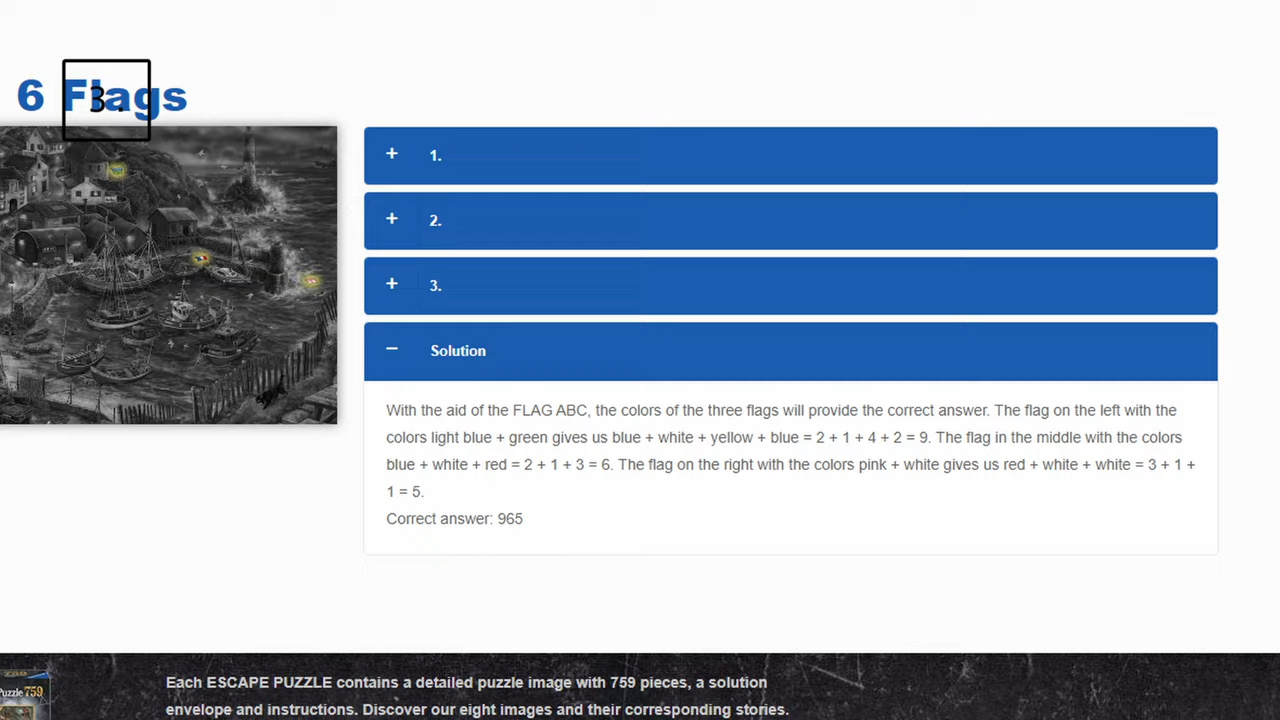 6 Flags
3.
+ 1.
+ 2.
+ 3.
− Solution
With the aid of the FLAG ABC, the colors of the three flags will provide the correct answer. The flag on the left with the
colors light blue + green gives us blue + white + yellow + blue = 2 + 1 + 4 + 2 = 9. The flag in the middle with the colors
blue + white + red = 2 + 1 + 3 = 6. The flag on the right with the colors pink + white gives us red + white + white = 3 + 1 +
1 = 5.
Correct answer: 965
Puzzle 759
Each ESCAPE PUZZLE contains a detailed puzzle image with 759 pieces, a solution
envelope and instructions. Discover our eight images and their corresponding stories.